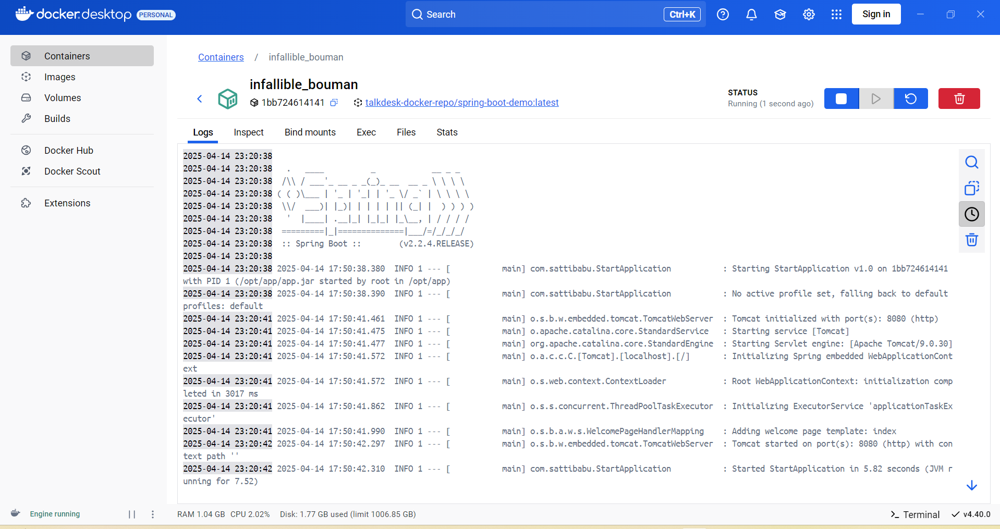 docker.desktop PERSONAL
Search Ctrl+K
Sign in
Containers
Images
Volumes
Builds
Docker Hub
Docker Scout
Extensions
Containers / infallible_bouman
infallible_bouman
1bb724614141 talkdesk-docker-repo/spring-boot-demo:latest
STATUS
Running (1 second ago)
Logs Inspect Bind mounts Exec Files Stats
2025-04-14 23:20:38
2025-04-14 23:20:38   .   ____          _            __ _ _
2025-04-14 23:20:38  /\\ / ___'_ __ _ _(_)_ __  __ _ \ \ \ \
2025-04-14 23:20:38 ( ( )\___ | '_ | '_| | '_ \/ _` | \ \ \ \
2025-04-14 23:20:38  \\/  ___)| |_)| | | | | || (_| |  ) ) ) )
2025-04-14 23:20:38   '  |____| .__|_| |_|_| |_\__, | / / / /
2025-04-14 23:20:38  =========|_|==============|___/=/_/_/_/
2025-04-14 23:20:38  :: Spring Boot ::        (v2.2.4.RELEASE)
2025-04-14 23:20:38
2025-04-14 23:20:38 2025-04-14 17:50:38.380  INFO 1 --- [           main] com.sattibabu.StartApplication           : Starting StartApplication v1.0 on 1bb724614141
with PID 1 (/opt/app/app.jar started by root in /opt/app)
2025-04-14 23:20:38 2025-04-14 17:50:38.390  INFO 1 --- [           main] com.sattibabu.StartApplication           : No active profile set, falling back to default
profiles: default
2025-04-14 23:20:41 2025-04-14 17:50:41.461  INFO 1 --- [           main] o.s.b.w.embedded.tomcat.TomcatWebServer  : Tomcat initialized with port(s): 8080 (http)
2025-04-14 23:20:41 2025-04-14 17:50:41.475  INFO 1 --- [           main] o.apache.catalina.core.StandardService   : Starting service [Tomcat]
2025-04-14 23:20:41 2025-04-14 17:50:41.477  INFO 1 --- [           main] org.apache.catalina.core.StandardEngine  : Starting Servlet engine: [Apache Tomcat/9.0.30]
2025-04-14 23:20:41 2025-04-14 17:50:41.572  INFO 1 --- [           main] o.a.c.c.C.[Tomcat].[localhost].[/]       : Initializing Spring embedded WebApplicationCont
ext
2025-04-14 23:20:41 2025-04-14 17:50:41.572  INFO 1 --- [           main] o.s.web.context.ContextLoader            : Root WebApplicationContext: initialization comp
leted in 3017 ms
2025-04-14 23:20:41 2025-04-14 17:50:41.862  INFO 1 --- [           main] o.s.s.concurrent.ThreadPoolTaskExecutor  : Initializing ExecutorService 'applicationTaskEx
ecutor'
2025-04-14 23:20:41 2025-04-14 17:50:41.990  INFO 1 --- [           main] o.s.b.a.w.s.WelcomePageHandlerMapping    : Adding welcome page template: index
2025-04-14 23:20:42 2025-04-14 17:50:42.297  INFO 1 --- [           main] o.s.b.w.embedded.tomcat.TomcatWebServer  : Tomcat started on port(s): 8080 (http) with con
text path ''
2025-04-14 23:20:42 2025-04-14 17:50:42.310  INFO 1 --- [           main] com.sattibabu.StartApplication           : Started StartApplication in 5.82 seconds (JVM r
unning for 7.52)
Engine running RAM 1.04 GB CPU 2.02% Disk: 1.77 GB used (limit 1006.85 GB) Terminal v4.40.0